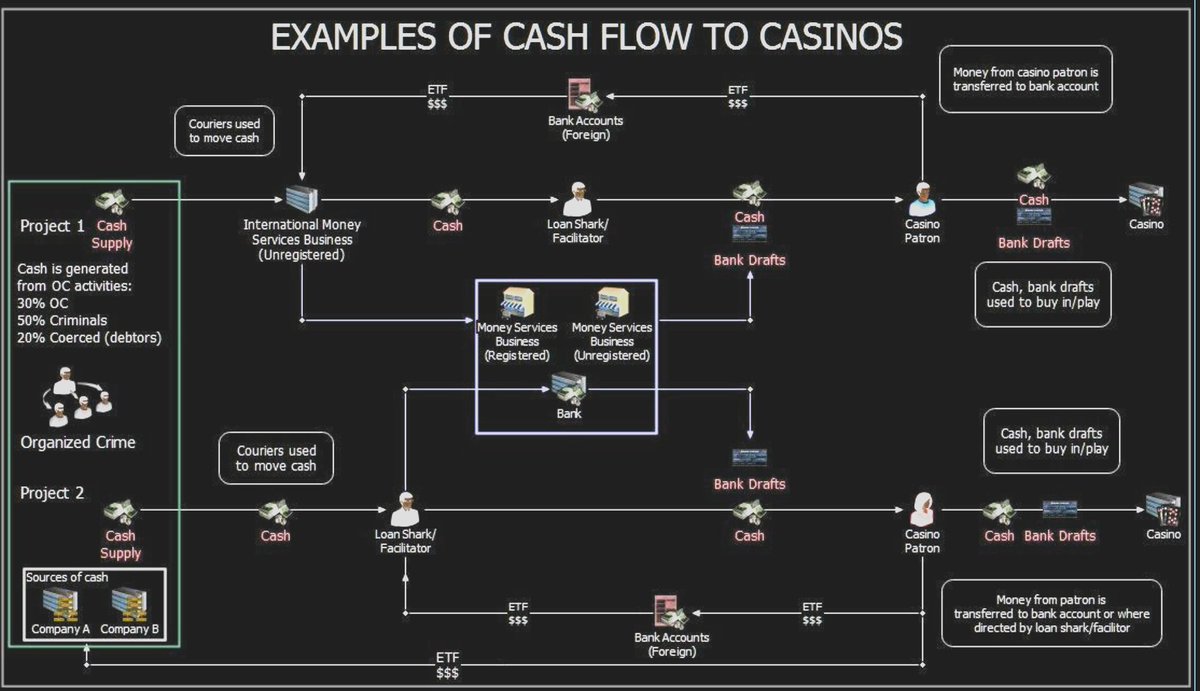 EXAMPLES OF CASH FLOW TO CASINOS
Money from casino patron is
transferred to bank account
ETF
$$$
ETF
$$$
Bank Accounts
(Foreign)
Couriers used
to move cash
Project 1
Cash
Supply
International Money
Services Business
(Unregistered)
Cash
Loan Shark/
Facilitator
Cash
Bank Drafts
Casino
Patron
Cash
Bank Drafts
Casino
Cash is generated
from OC activities:
30% OC
50% Criminals
20% Coerced (debtors)
Cash, bank drafts
used to buy in/play
Money Services
Business
(Registered)
Money Services
Business
(Unregistered)
Bank
Organized Crime
Couriers used
to move cash
Cash, bank drafts
used to buy in/play
Bank Drafts
Project 2
Cash
Supply
Cash
Loan Shark/
Facilitator
Cash
Casino
Patron
Cash
Bank Drafts
Casino
Sources of cash
Company A
Company B
ETF
$$$
ETF
$$$
Bank Accounts
(Foreign)
Money from patron is
transferred to bank account or where
directed by loan shark/facilitor
ETF
$$$